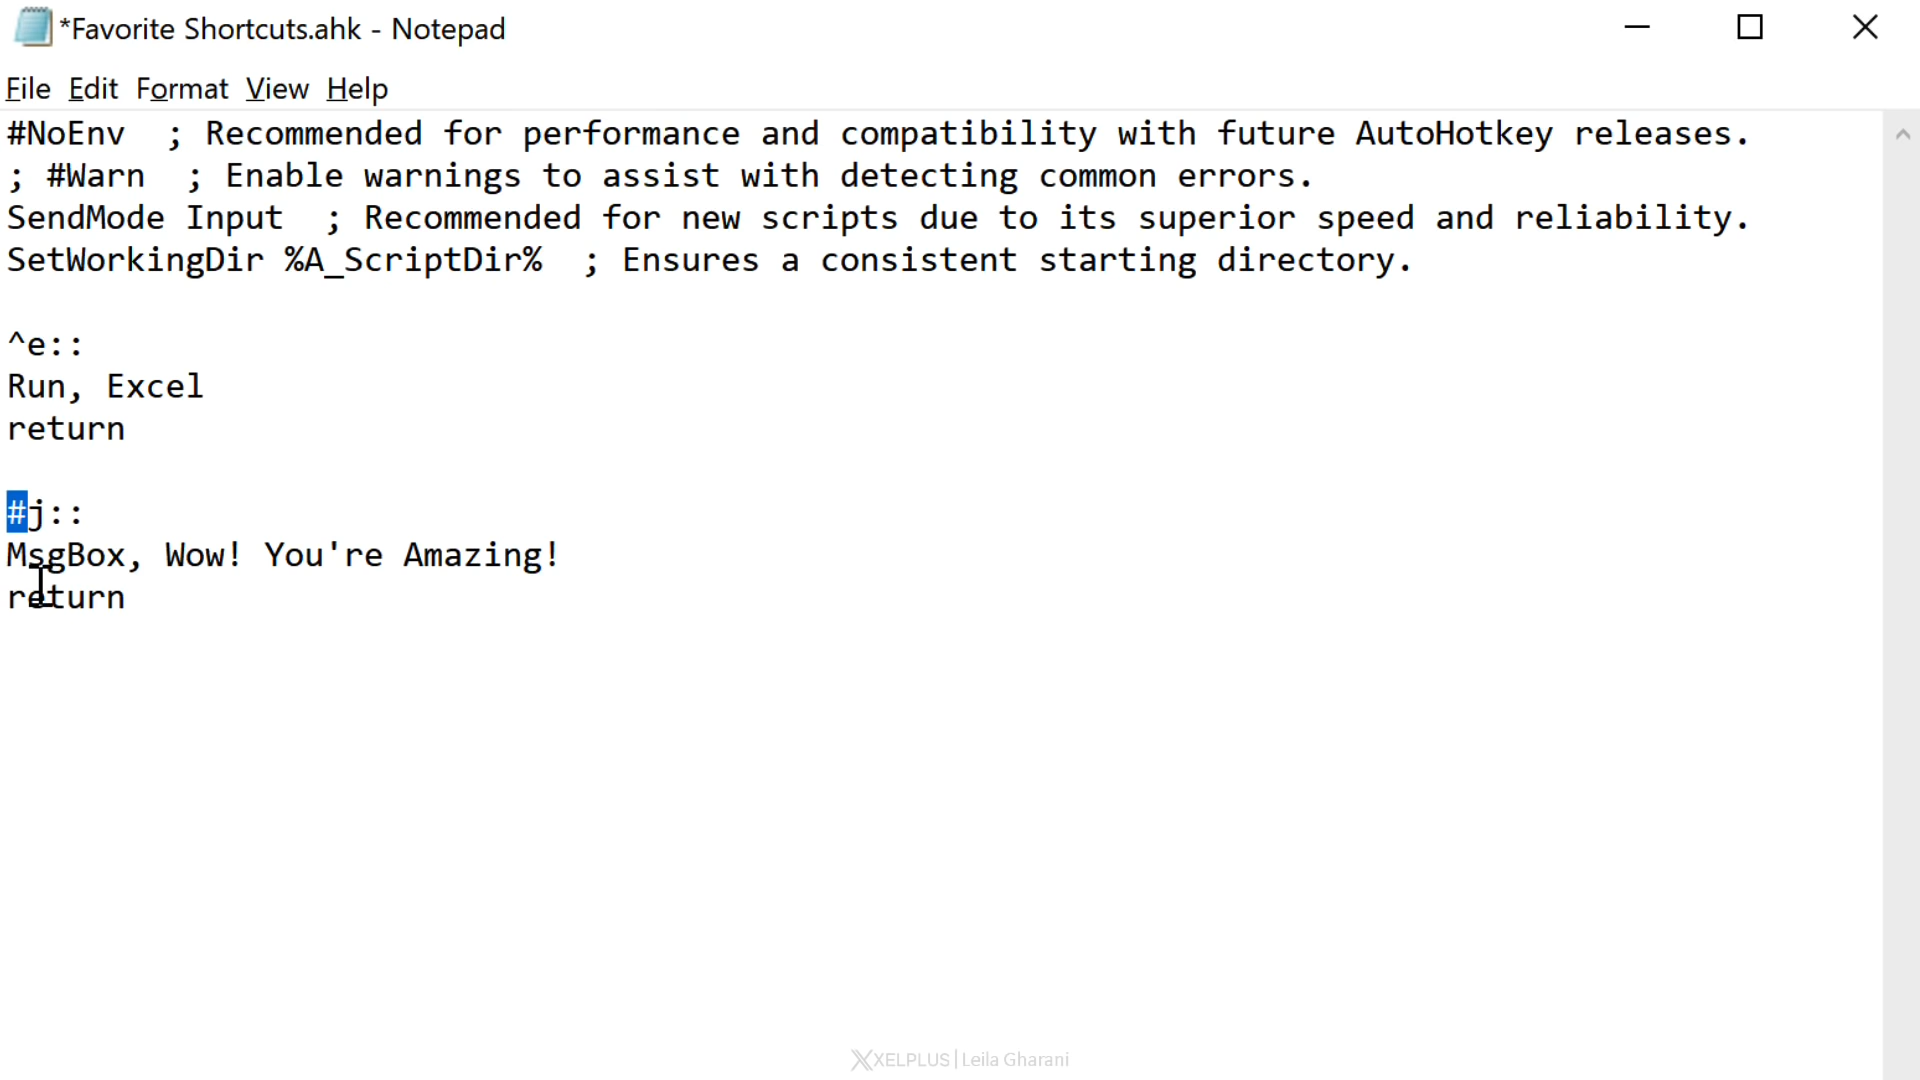 *Favorite Shortcuts.ahk - Notepad
File Edit Format View Help
#NoEnv  ; Recommended for performance and compatibility with future AutoHotkey releases.
; #Warn  ; Enable warnings to assist with detecting common errors.
SendMode Input  ; Recommended for new scripts due to its superior speed and reliability.
SetWorkingDir %A_ScriptDir%  ; Ensures a consistent starting directory.
^e::
Run, Excel
return
#j::
MsgBox, Wow! You're Amazing!
return
XELPLUS | Leila Gharani